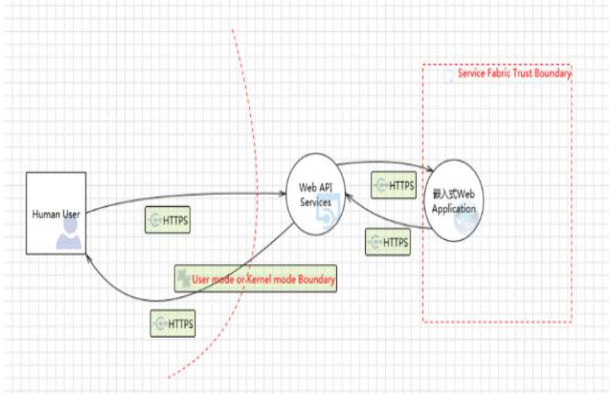 Service Fabric Trust Boundary
Web API
Services
HTTPS
嵌入式Web
Application
Human User
HTTPS
HTTPS
User mode or Kernel mode Boundary
HTTPS